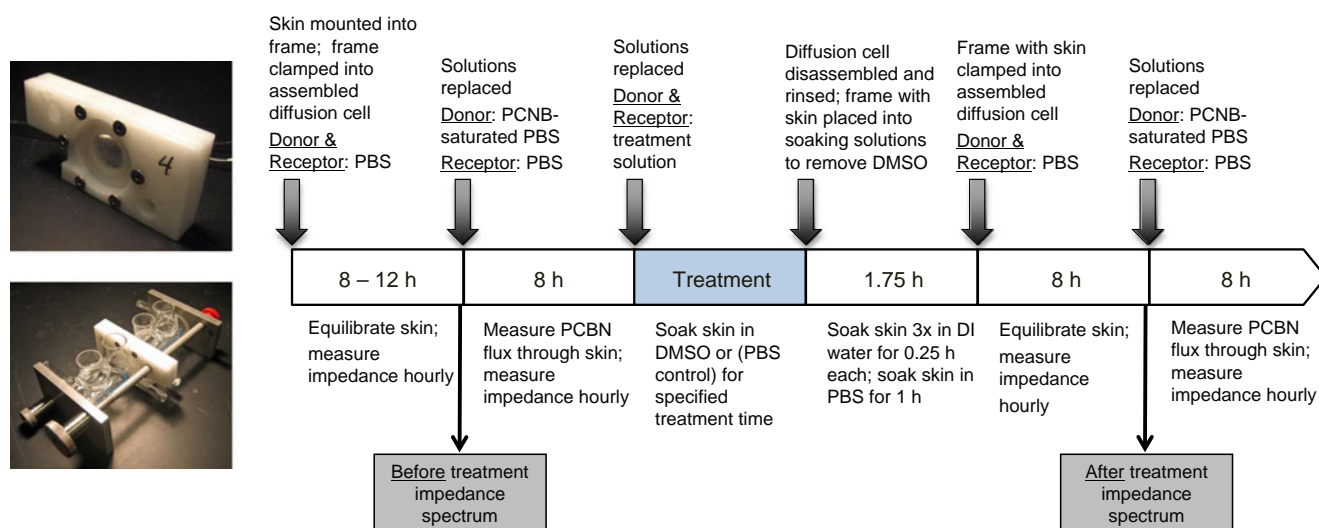 Skin mounted into
frame; frame
clamped into
assembled
diffusion cell
Donor &
Receptor: PBS
Solutions
replaced
Donor: PCNB-
saturated PBS
Receptor: PBS
Solutions
replaced
Donor &
Receptor:
treatment
solution
Diffusion cell
disassembled and
rinsed; frame with
skin placed into
soaking solutions
to remove DMSO
Frame with skin
clamped into
assembled
diffusion cell
Donor &
Receptor: PBS
Solutions
replaced
Donor: PCNB-
saturated PBS
Receptor: PBS
4
8 – 12 h
8 h
Treatment
1.75 h
8 h
8 h
Equilibrate skin;
measure
impedance hourly
Measure PCBN
flux through skin;
measure
impedance hourly
Soak skin in
DMSO or (PBS
control) for
specified
treatment time
Soak skin 3x in DI
water for 0.25 h
each; soak skin in
PBS for 1 h
Equilibrate skin;
measure
impedance
hourly
Measure PCBN
flux through skin;
measure
impedance hourly
Before treatment
impedance
spectrum
After treatment
impedance
spectrum